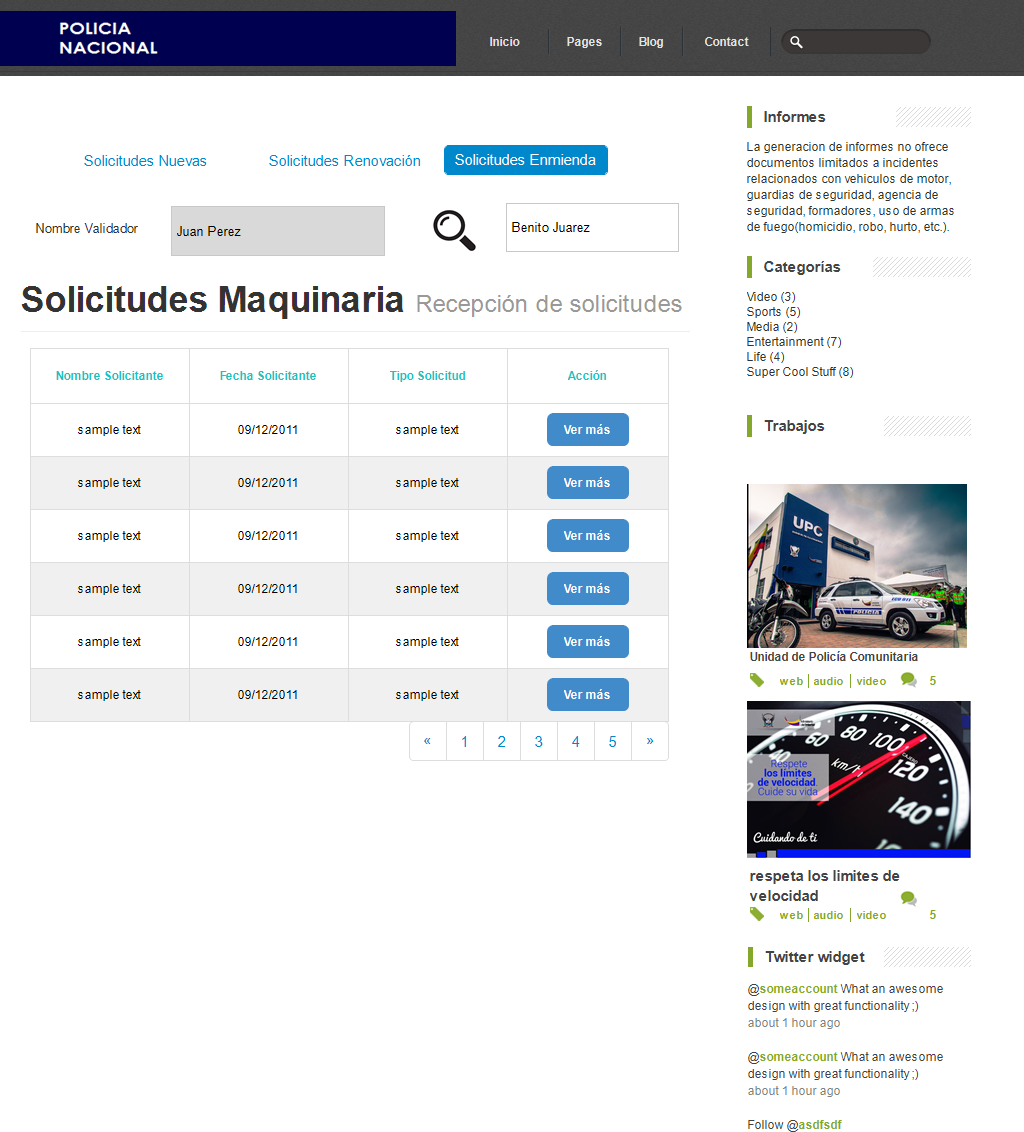 POLICIA
NACIONAL
Inicio
Pages
Blog
Contact
Solicitudes Nuevas
Solicitudes Renovación
Solicitudes Enmienda
Nombre Validador
Juan Perez
Benito Juarez
Solicitudes Maquinaria Recepción de solicitudes
Nombre Solicitante Fecha Solicitante Tipo Solicitud Acción
sample text 09/12/2011 sample text Ver más
sample text 09/12/2011 sample text Ver más
sample text 09/12/2011 sample text Ver más
sample text 09/12/2011 sample text Ver más
sample text 09/12/2011 sample text Ver más
sample text 09/12/2011 sample text Ver más
« 1 2 3 4 5 »
Informes
La generacion de informes no ofrece
documentos limitados a incidentes
relacionados con vehiculos de motor,
guardias de seguridad, agencia de
seguridad, formadores, uso de armas
de fuego(homicidio, robo, hurto, etc.).
Categorías
Video (3)
Sports (5)
Media (2)
Entertainment (7)
Life (4)
Super Cool Stuff (8)
Trabajos
UPC
POLICIA
Unidad de Policía Comunitaria
web | audio | video 5
60 80 100 120 140
km/h
Respete
los límites
de velocidad.
Cuide su vida
Cuidando de ti
respeta los limites de
velocidad
web | audio | video 5
Twitter widget
@someaccount What an awesome
design with great functionality ;)
about 1 hour ago
@someaccount What an awesome
design with great functionality ;)
about 1 hour ago
Follow @asdfsdf